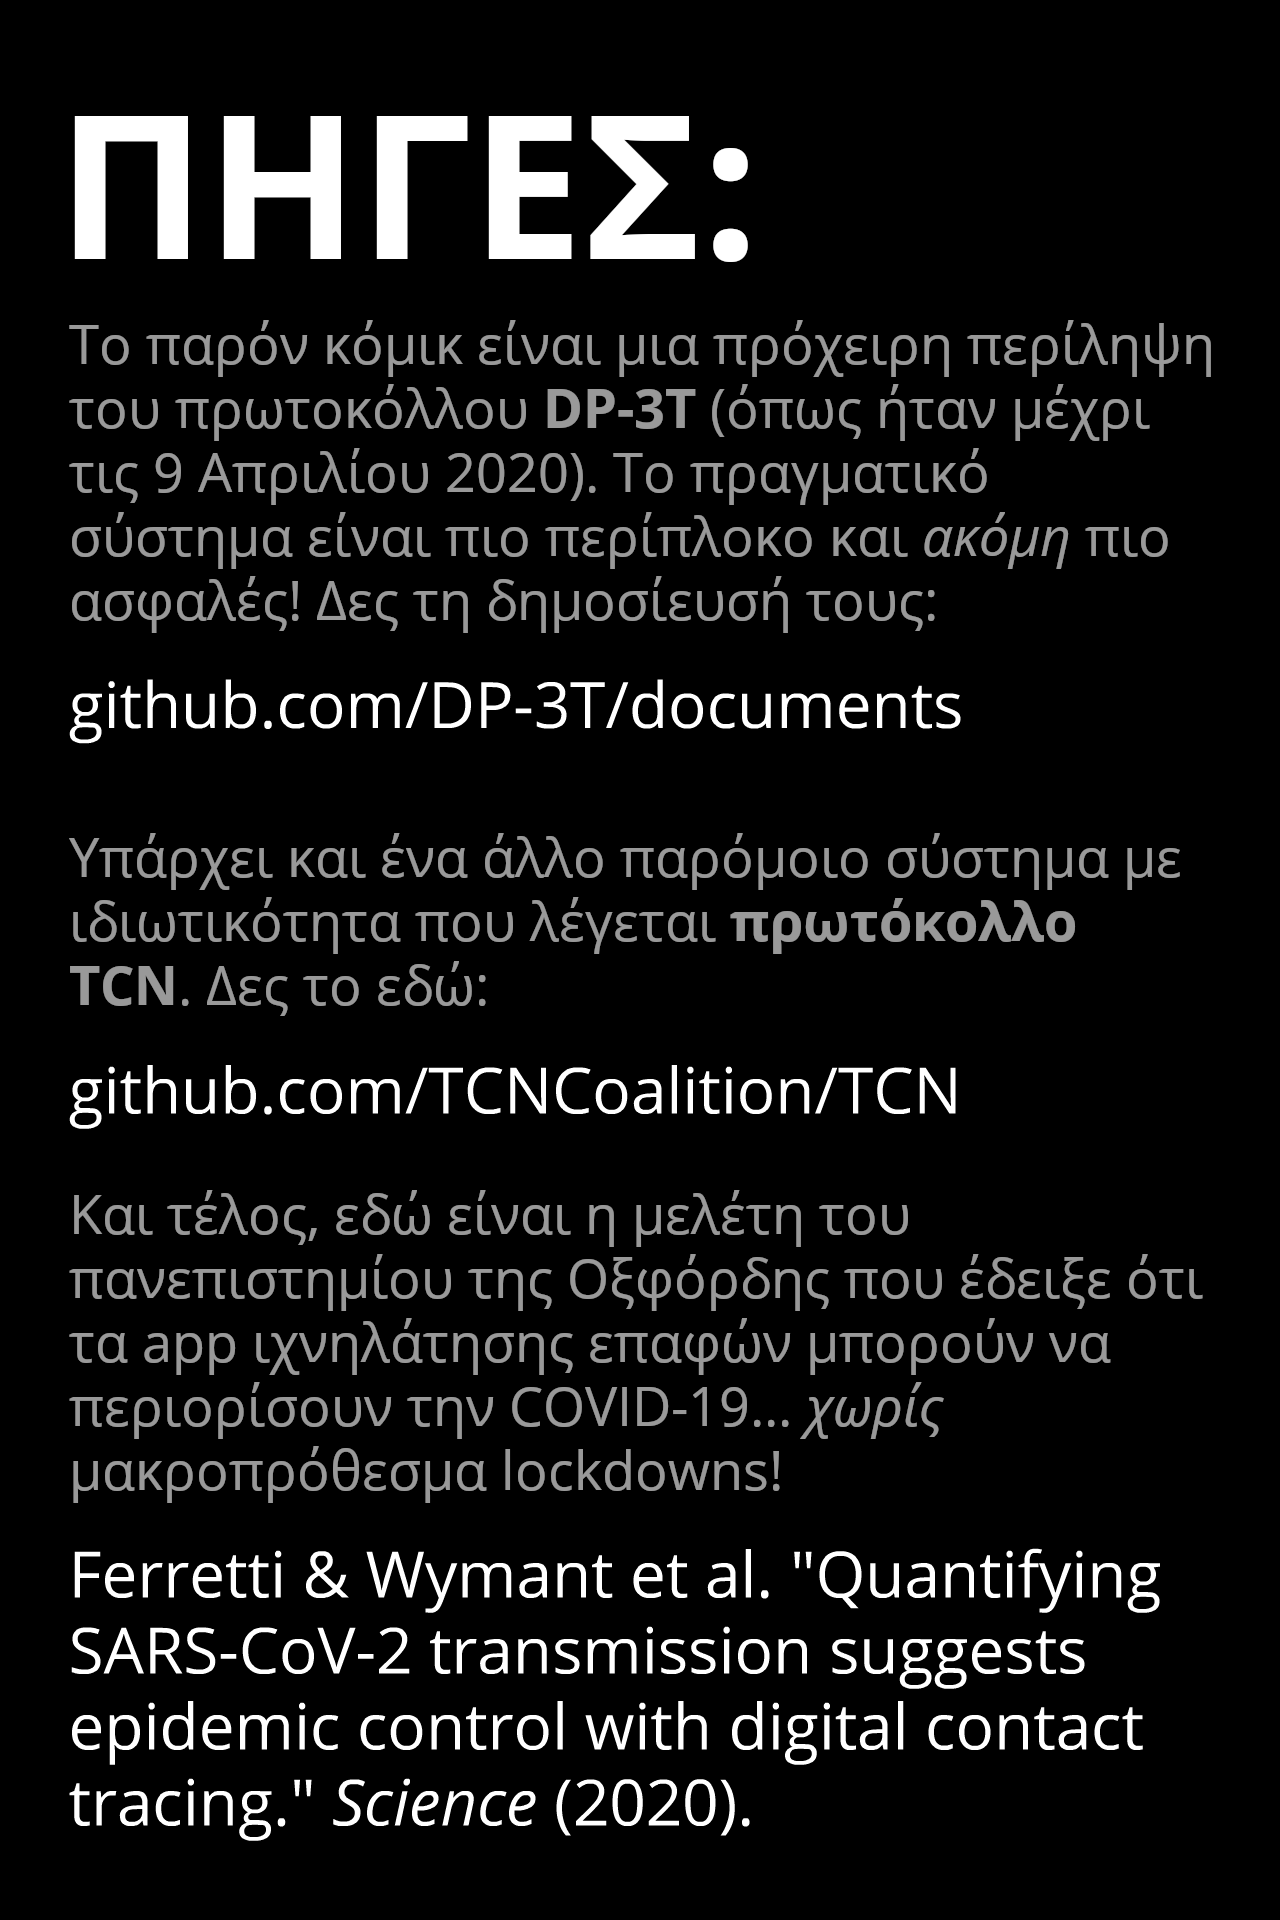 ΠΗΓΕΣ:
Το παρόν κόμικ είναι μια πρόχειρη περίληψη
του πρωτοκόλλου DP-3T (όπως ήταν μέχρι
τις 9 Απριλίου 2020). Το πραγματικό
σύστημα είναι πιο περίπλοκο και ακόμη πιο
ασφαλές! Δες τη δημοσίευσή τους:
github.com/DP-3T/documents
Υπάρχει και ένα άλλο παρόμοιο σύστημα με
ιδιωτικότητα που λέγεται πρωτόκολλο
TCN. Δες το εδώ:
github.com/TCNCoalition/TCN
Και τέλος, εδώ είναι η μελέτη του
πανεπιστημίου της Οξφόρδης που έδειξε ότι
τα app ιχνηλάτησης επαφών μπορούν να
περιορίσουν την COVID-19... χωρίς
μακροπρόθεσμα lockdowns!
Ferretti & Wymant et al. "Quantifying
SARS-CoV-2 transmission suggests
epidemic control with digital contact
tracing." Science (2020).